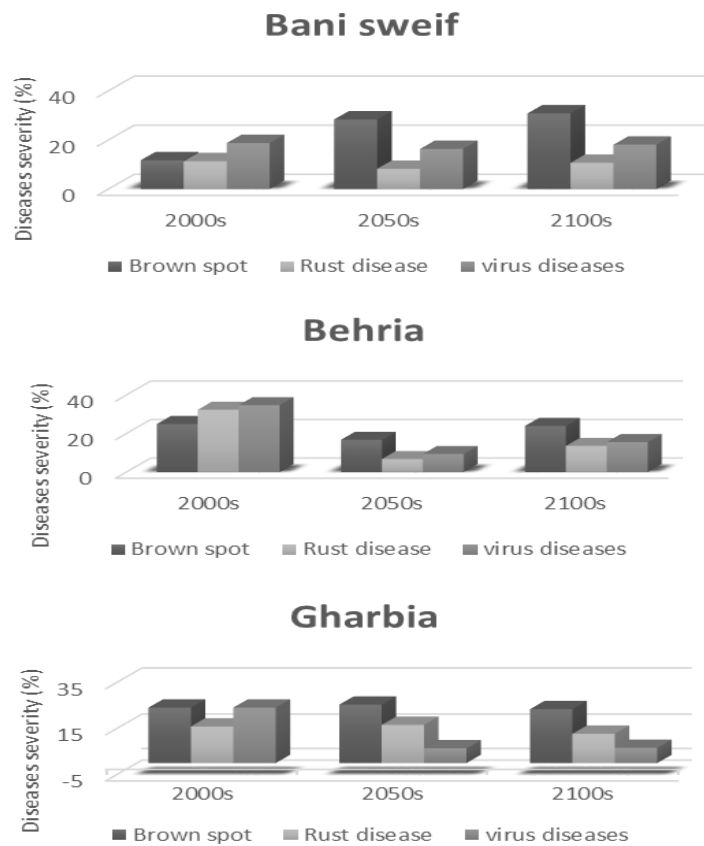 Bani sweif
Diseases severity (%)
40
20
0
2000s 2050s 2100s
Brown spot Rust disease virus diseases
Behria
Diseases severity (%)
40
20
0
2000s 2050s 2100s
Brown spot Rust disease virus diseases
Gharbia
Diseases severity (%)
35
15
-5
2000s 2050s 2100s
Brown spot Rust disease virus diseases